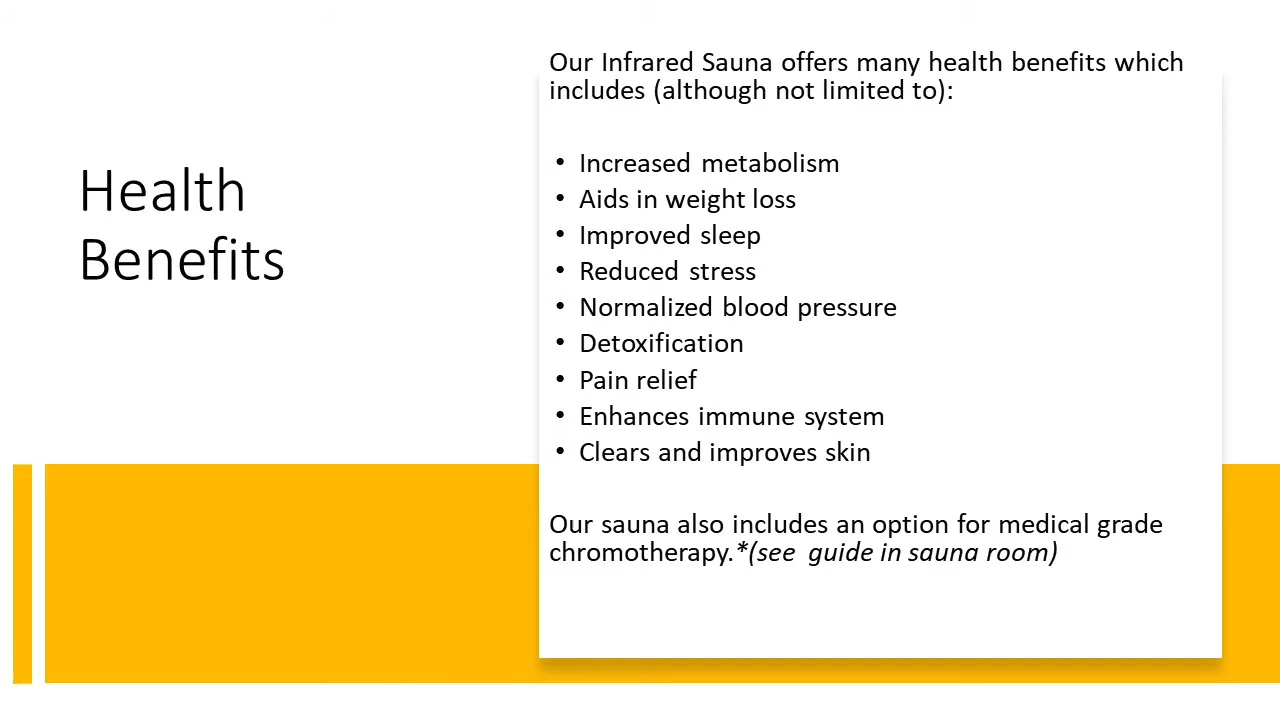 Health
Benefits
Our Infrared Sauna offers many health benefits which
includes (although not limited to):
• Increased metabolism
• Aids in weight loss
• Improved sleep
• Reduced stress
• Normalized blood pressure
• Detoxification
• Pain relief
• Enhances immune system
• Clears and improves skin
Our sauna also includes an option for medical grade
chromotherapy.*(see guide in sauna room)